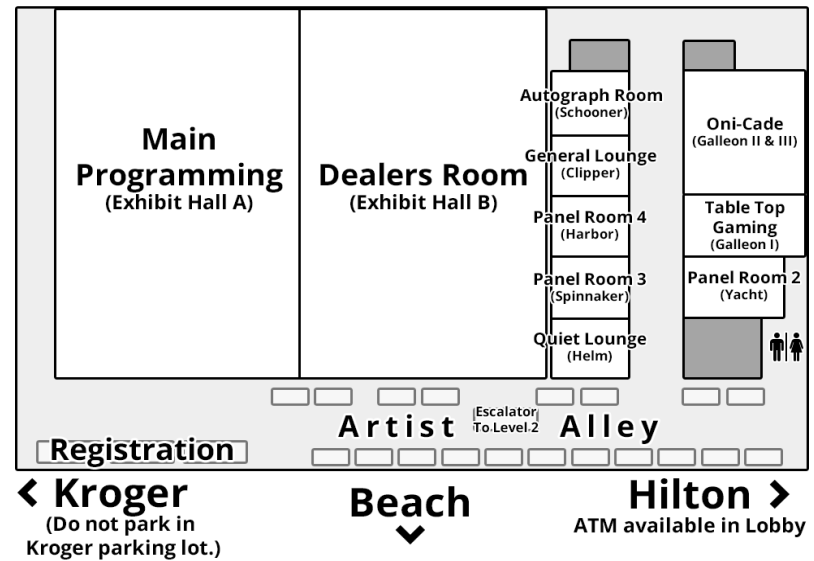 Main
Programming
(Exhibit Hall A)
Dealers Room
(Exhibit Hall B)
Autograph Room
(Schooner)
General Lounge
(Clipper)
Panel Room 4
(Harbor)
Panel Room 3
(Spinnaker)
Quiet Lounge
(Helm)
Oni-Cade
(Galleon II & III)
Table Top
Gaming
(Galleon I)
Panel Room 2
(Yacht)
Artist
Escalator
To Level 2
Alley
Registration
Kroger
(Do not park in
Kroger parking lot.)
Beach
Hilton
ATM available in Lobby